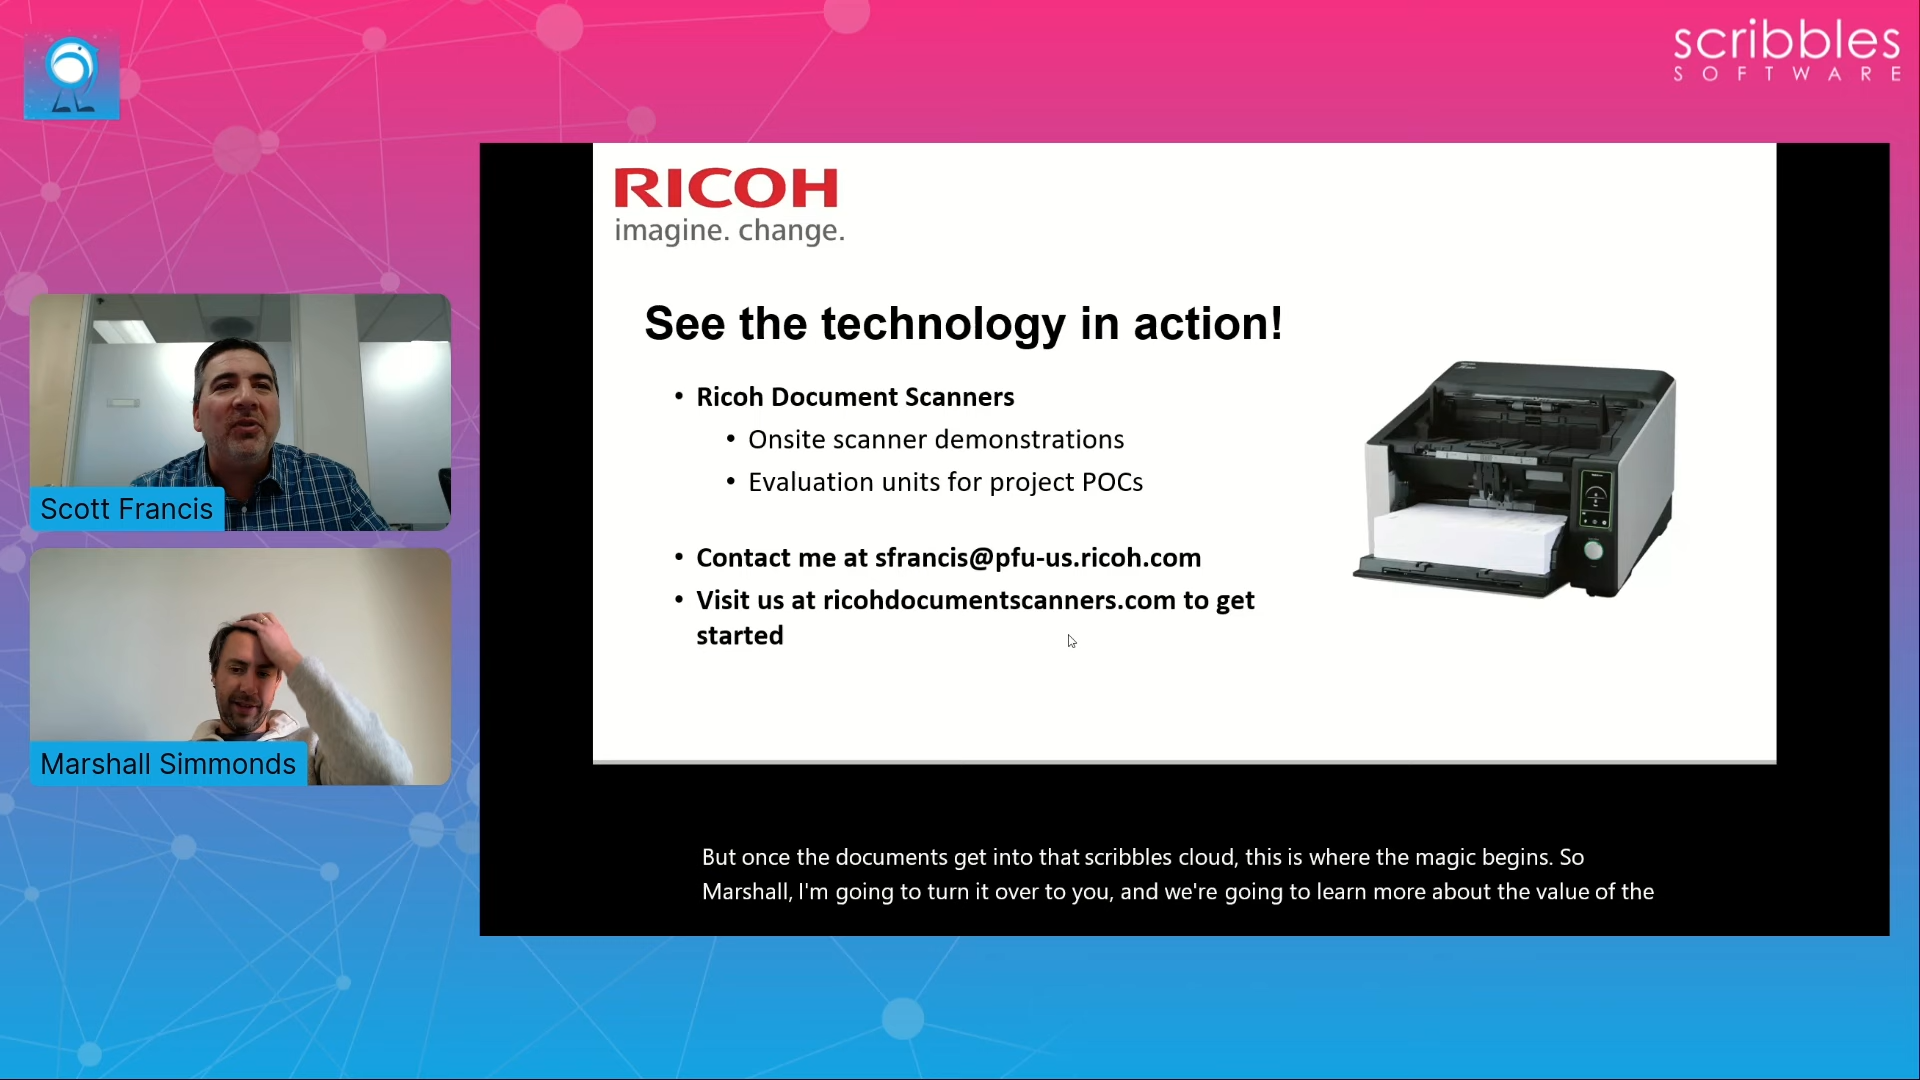 scribbles
SOFTWARE
RICOH
imagine. change.
See the technology in action!
• Ricoh Document Scanners
• Onsite scanner demonstrations
• Evaluation units for project POCs
• Contact me at sfrancis@pfu-us.ricoh.com
• Visit us at ricohdocumentscanners.com to get
started
Scott Francis
Marshall Simmonds
But once the documents get into that scribbles cloud, this is where the magic begins. So
Marshall, I'm going to turn it over to you, and we're going to learn more about the value of the